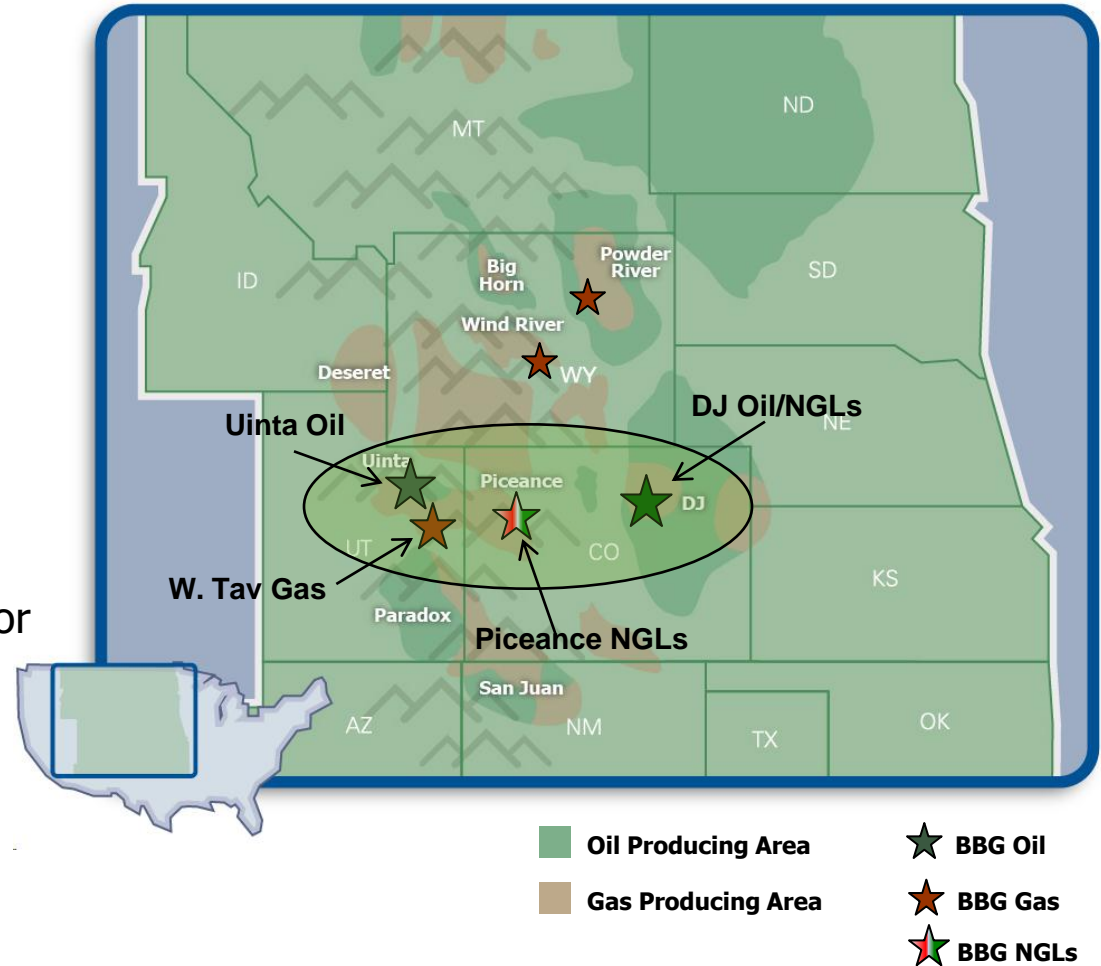 ND
MT
Powder
River
Big
Horn
ID
SD
Wind River
Deseret
WY
DJ Oil/NGLs
NE
Uinta Oil
Uinta
Piceance
DJ
UT
CO
KS
W. Tav Gas
Paradox
or
Piceance NGLs
San Juan
AZ
NM
TX
OK
Oil Producing Area
BBG Oil
Gas Producing Area
BBG Gas
BBG NGLs